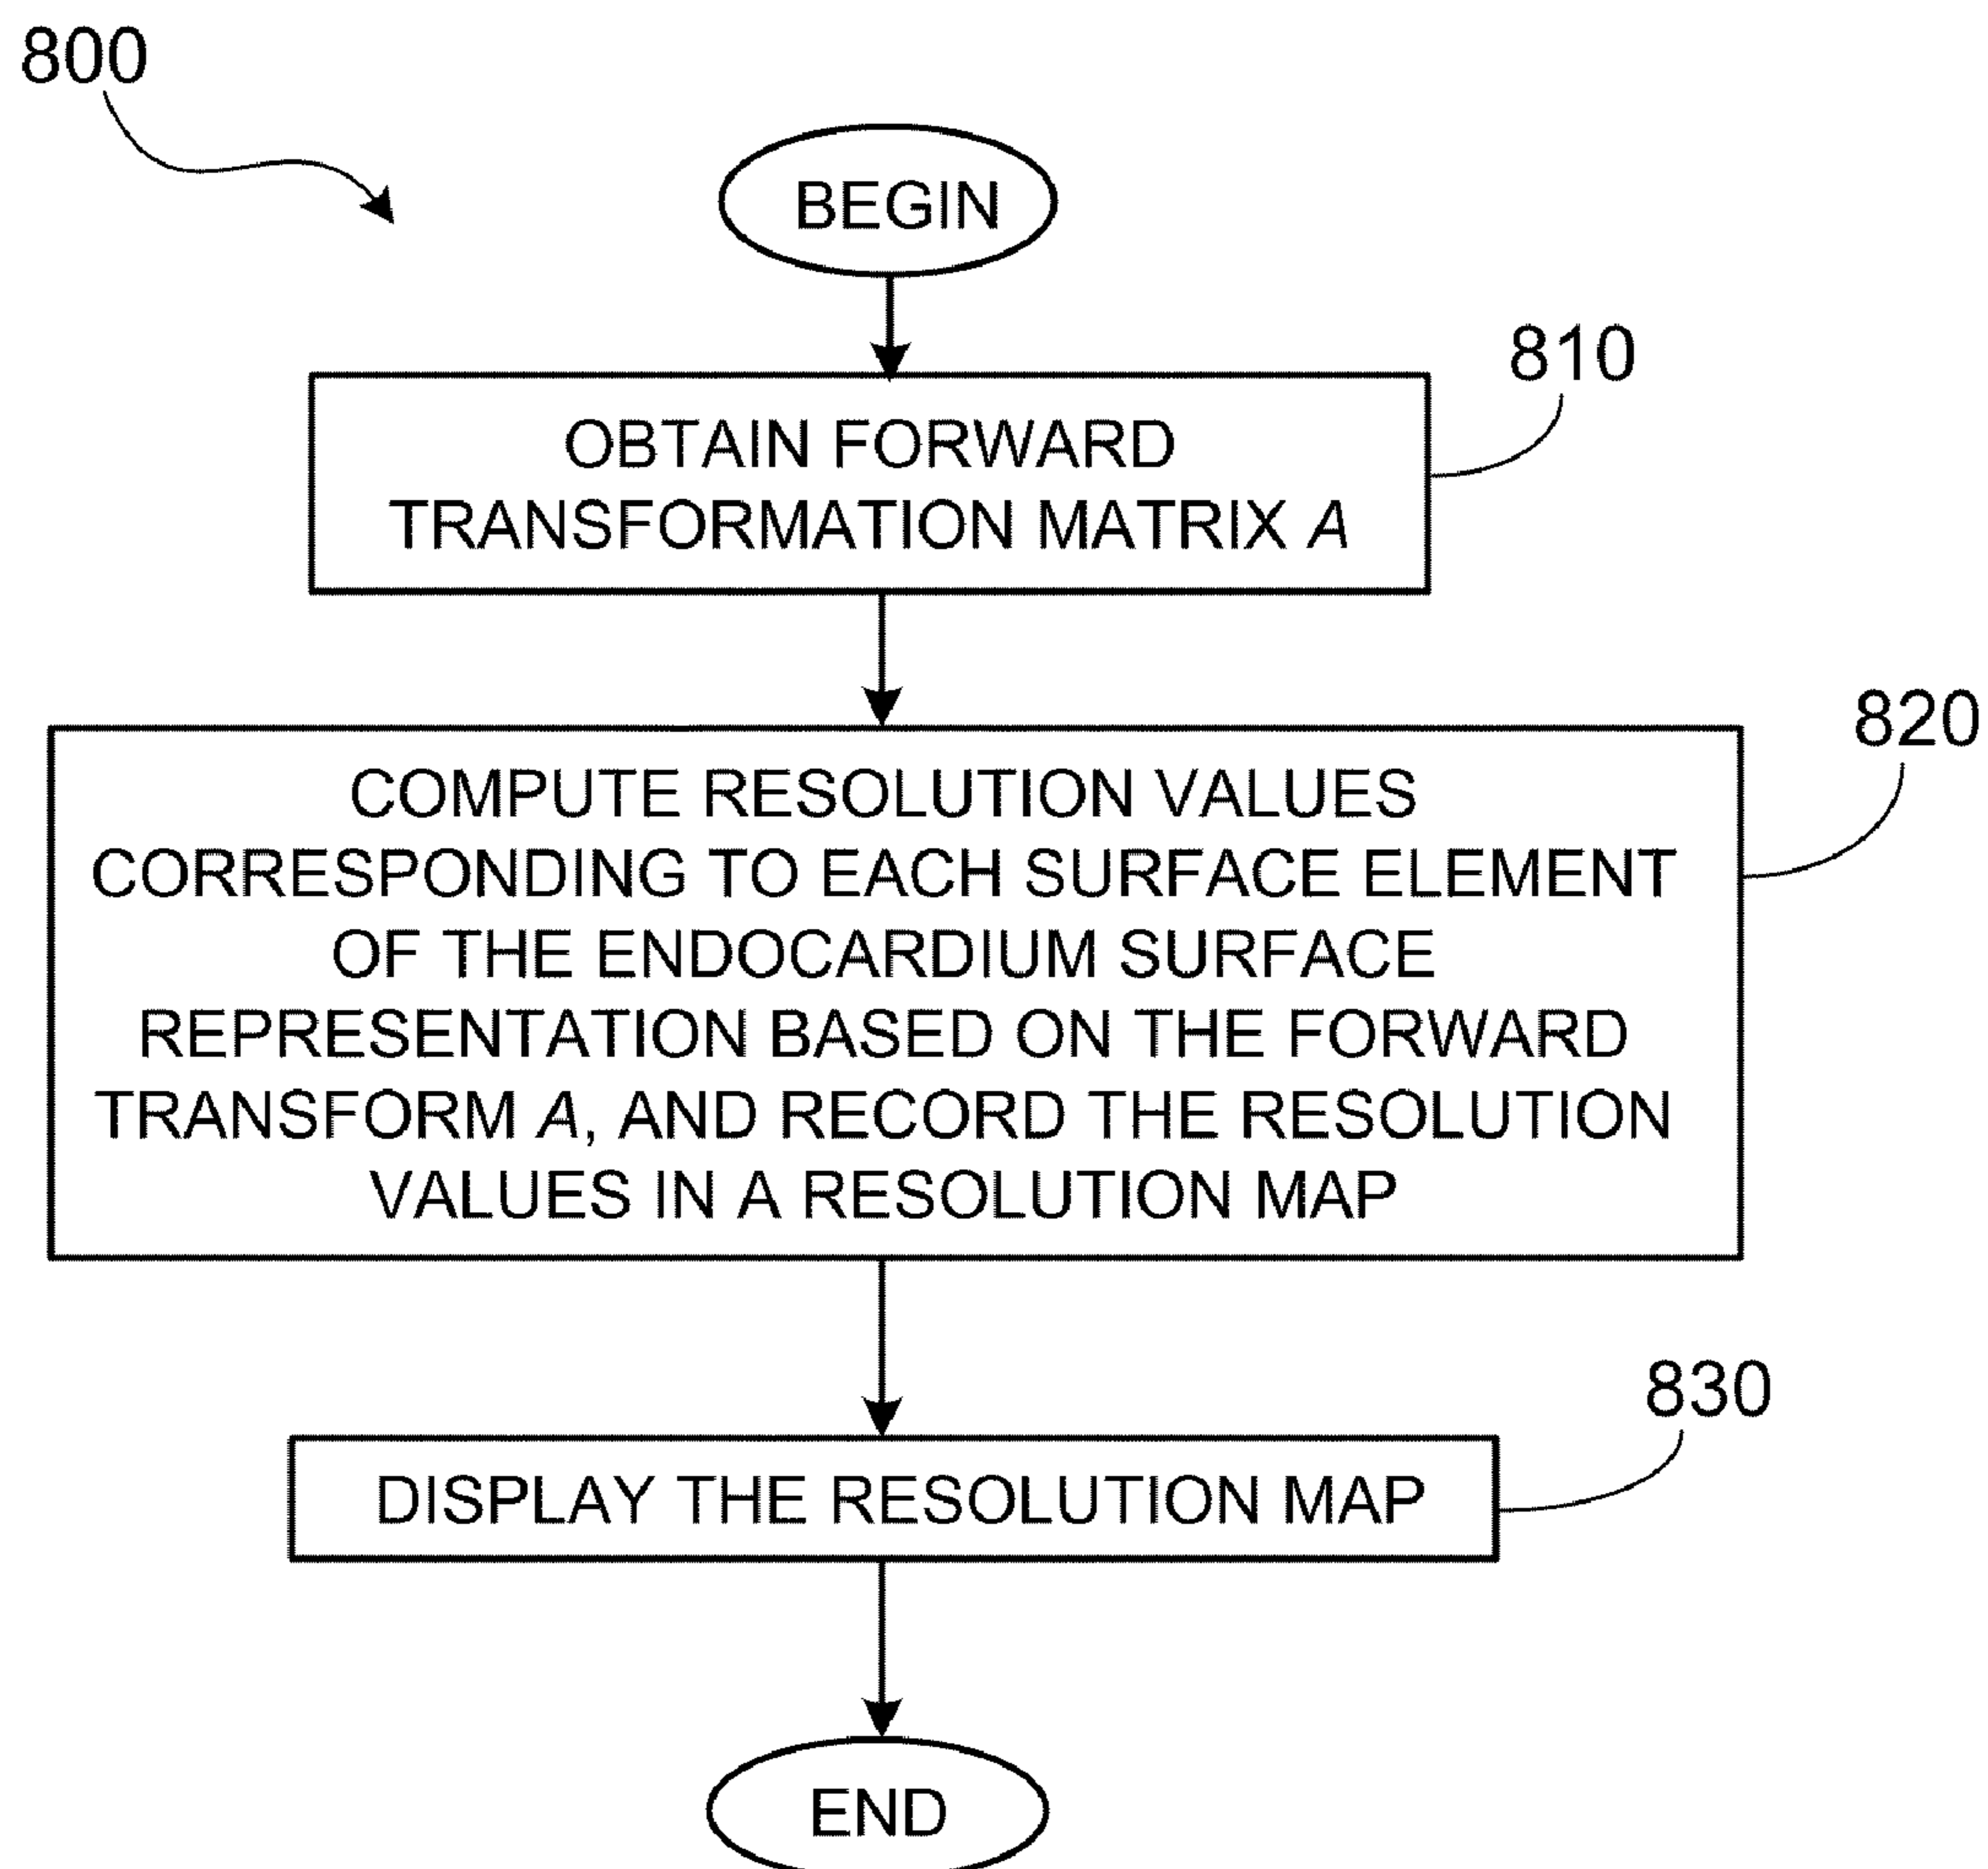 800
BEGIN
810
OBTAIN FORWARD
TRANSFORMATION MATRIX A
820
COMPUTE RESOLUTION VALUES
CORRESPONDING TO EACH SURFACE ELEMENT
OF THE ENDOCARDIUM SURFACE
REPRESENTATION BASED ON THE FORWARD
TRANSFORM A, AND RECORD THE RESOLUTION
VALUES IN A RESOLUTION MAP
830
DISPLAY THE RESOLUTION MAP
END